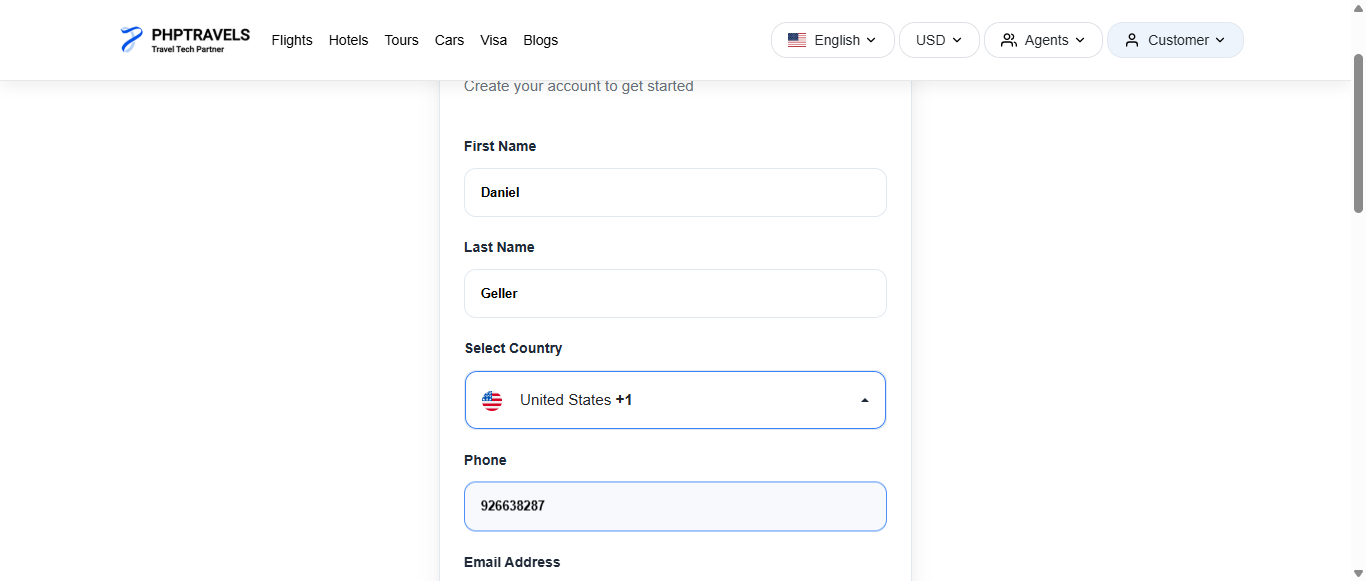 PHPTRAVELS
Travel Tech Partner
Flights Hotels Tours Cars Visa Blogs
English USD Agents Customer
Create your account to get started
First Name
Daniel
Last Name
Geller
Select Country
United States +1
Phone
926638287
Email Address